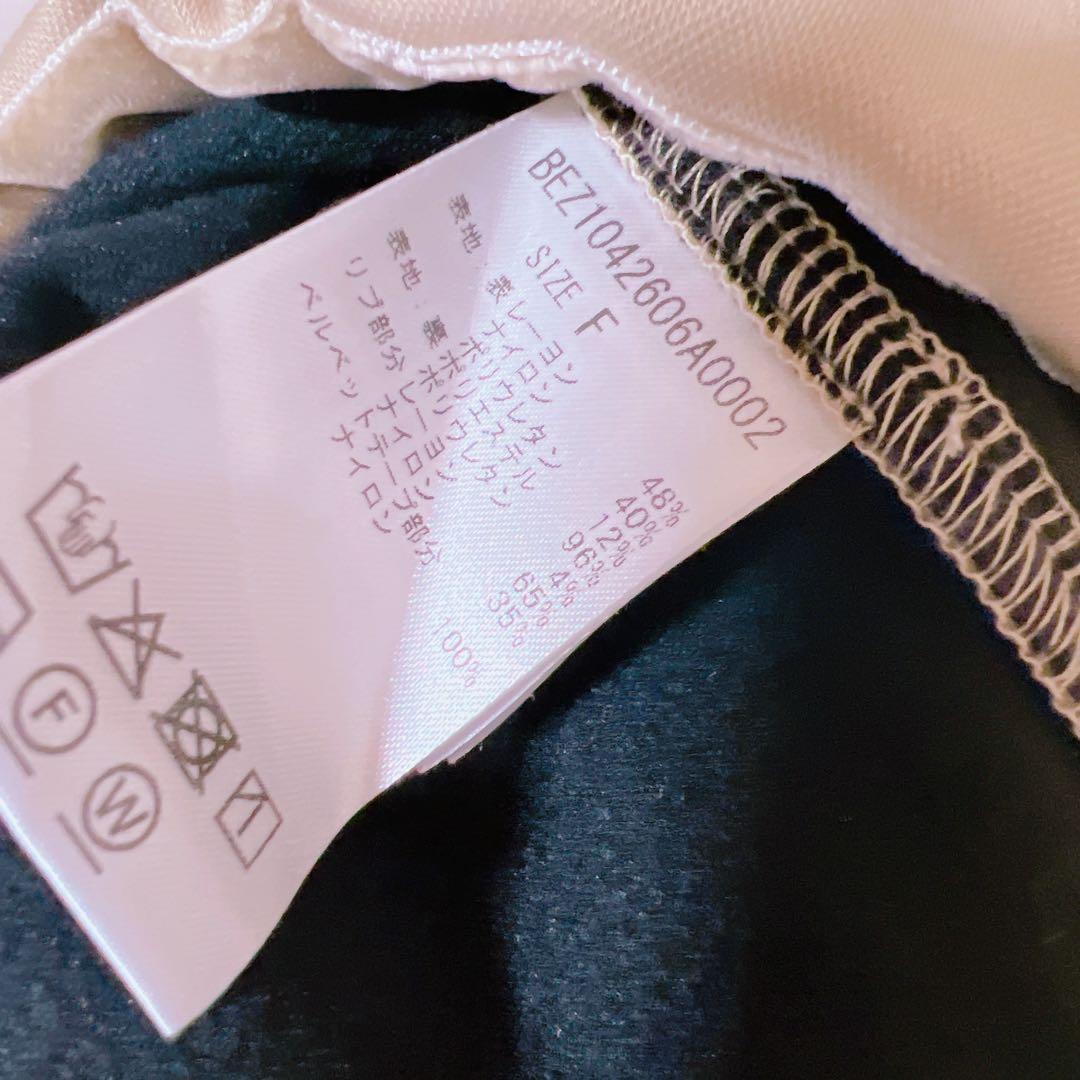 BEZ1042606A0002
SIZE F
表地:表 レーヨン 48%
ナイロン 40%
ポリウレタン 12%
表地:裏 ポリエステル 96%
ポリウレタン 4%
リブ部分 レーヨン 65%
ナイロン 35%
ベルベットテープ部分
ナイロン 100%
F
W